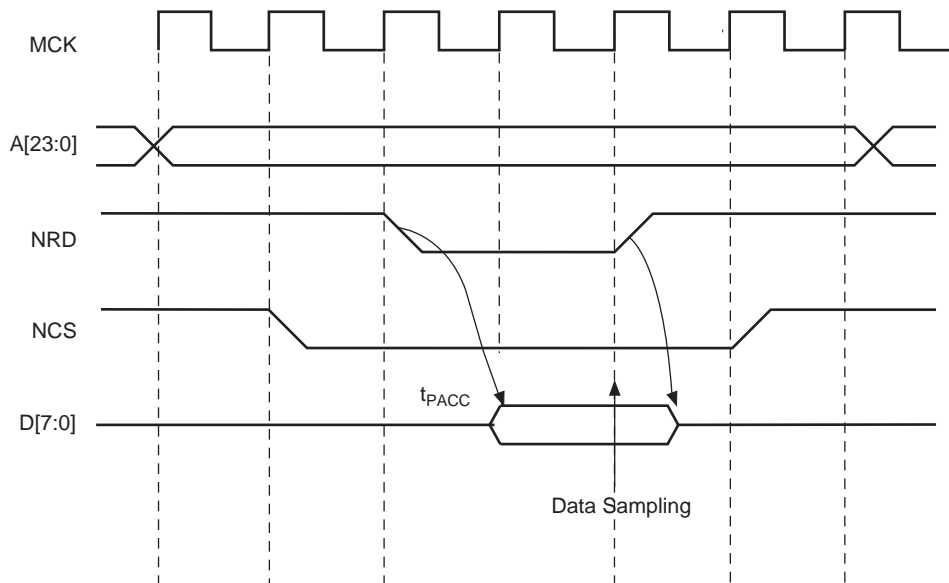 MCK
A[23:0]
NRD
NCS
tPACC
D[7:0]
Data Sampling